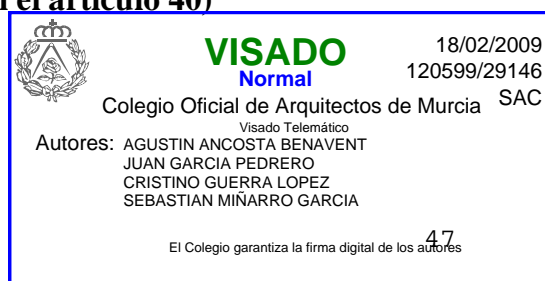 el artículo 40)
VISADO
Normal
18/02/2009
120599/29146
SAC
Colegio Oficial de Arquitectos de Murcia
Visado Telemático
Autores: AGUSTIN ANCOSTA BENAVENT
JUAN GARCIA PEDRERO
CRISTINO GUERRA LOPEZ
SEBASTIAN MIÑARRO GARCIA
El Colegio garantiza la firma digital de los autores
47